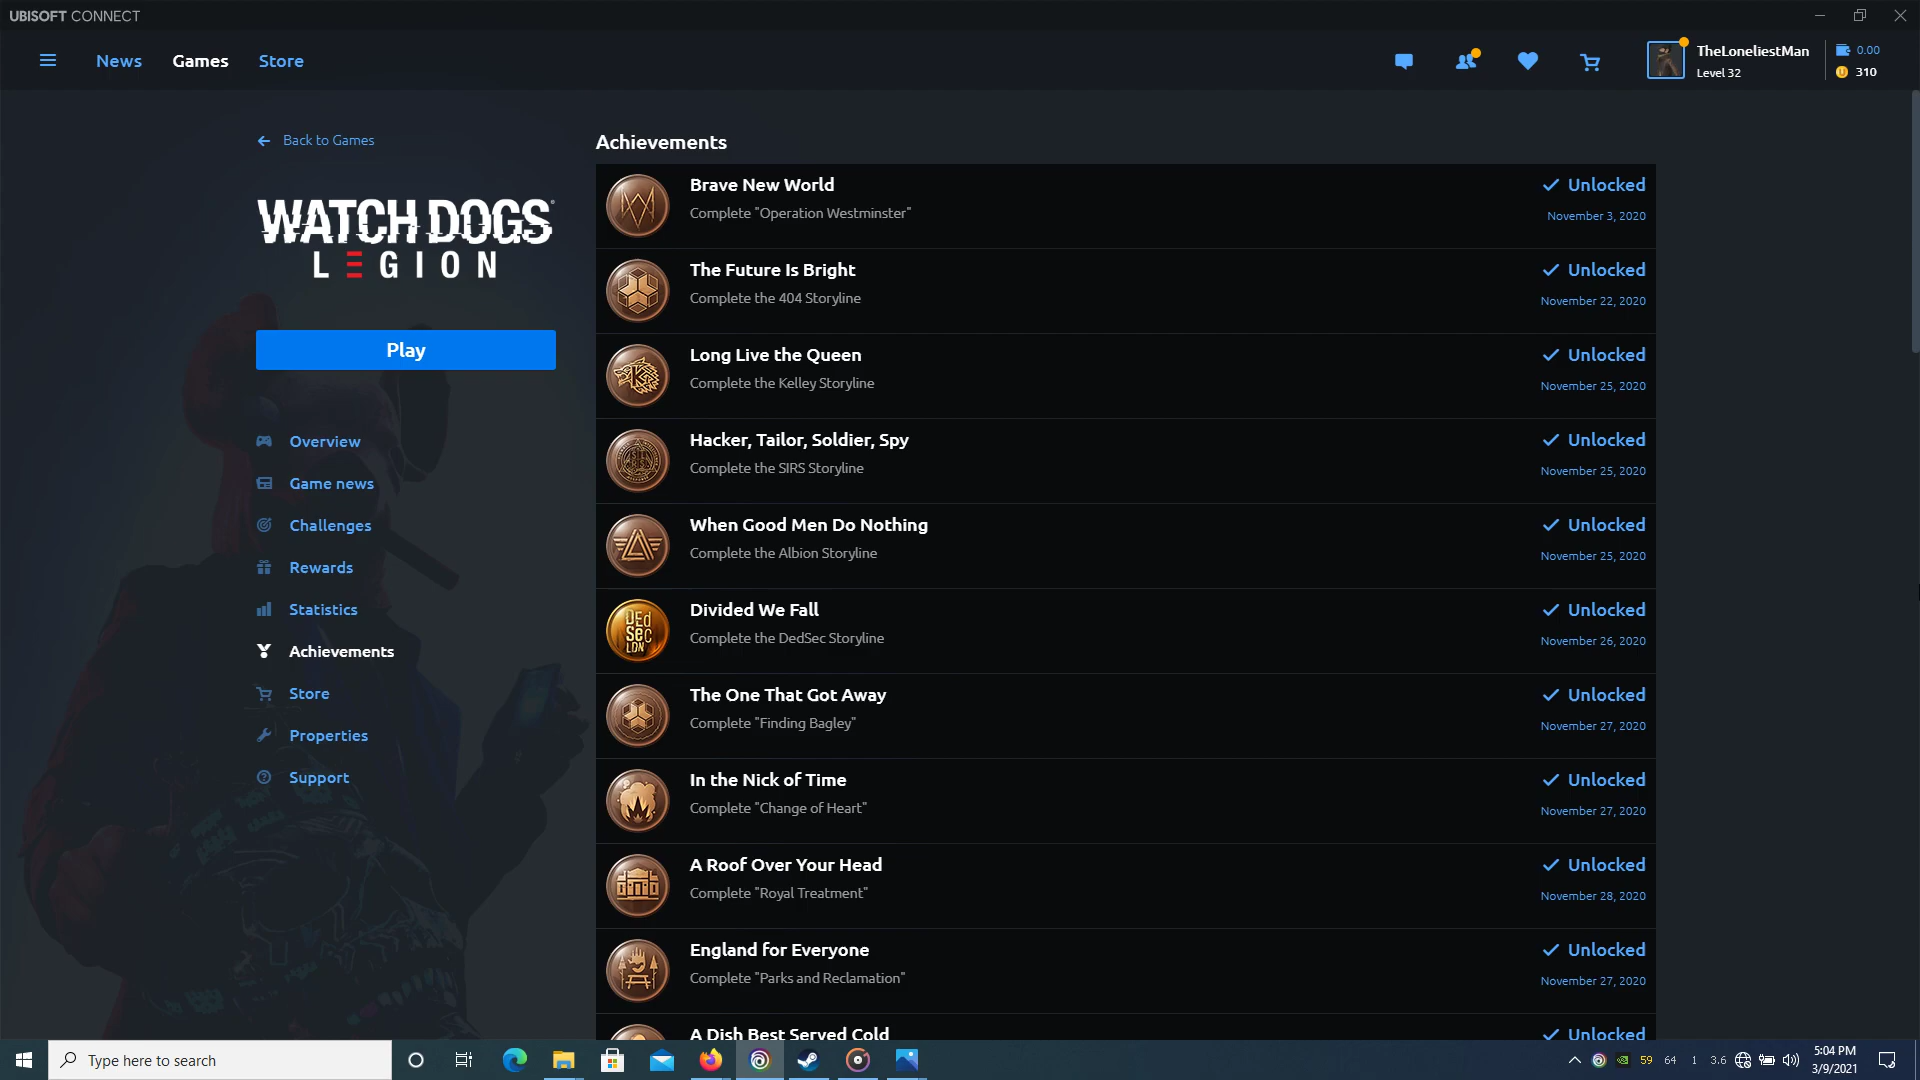 UBISOFT CONNECT
News Games Store
TheLoneliestMan
Level 32
0.00
310
Back to Games
WATCH DOGS
LEGION
Play
Overview
Game news
Challenges
Rewards
Statistics
Achievements
Store
Properties
Support
Achievements
Brave New World
Complete "Operation Westminster"
Unlocked
November 3, 2020
The Future Is Bright
Complete the 404 Storyline
Unlocked
November 22, 2020
Long Live the Queen
Complete the Kelley Storyline
Unlocked
November 25, 2020
Hacker, Tailor, Soldier, Spy
Complete the SIRS Storyline
Unlocked
November 25, 2020
When Good Men Do Nothing
Complete the Albion Storyline
Unlocked
November 25, 2020
DEdSecLDN
Divided We Fall
Complete the DedSec Storyline
Unlocked
November 26, 2020
The One That Got Away
Complete "Finding Bagley"
Unlocked
November 27, 2020
In the Nick of Time
Complete "Change of Heart"
Unlocked
November 27, 2020
A Roof Over Your Head
Complete "Royal Treatment"
Unlocked
November 28, 2020
England for Everyone
Complete "Parks and Reclamation"
Unlocked
November 27, 2020
A Dish Best Served Cold
Unlocked
Type here to search
59 64 1 3.6
5:04 PM
3/9/2021